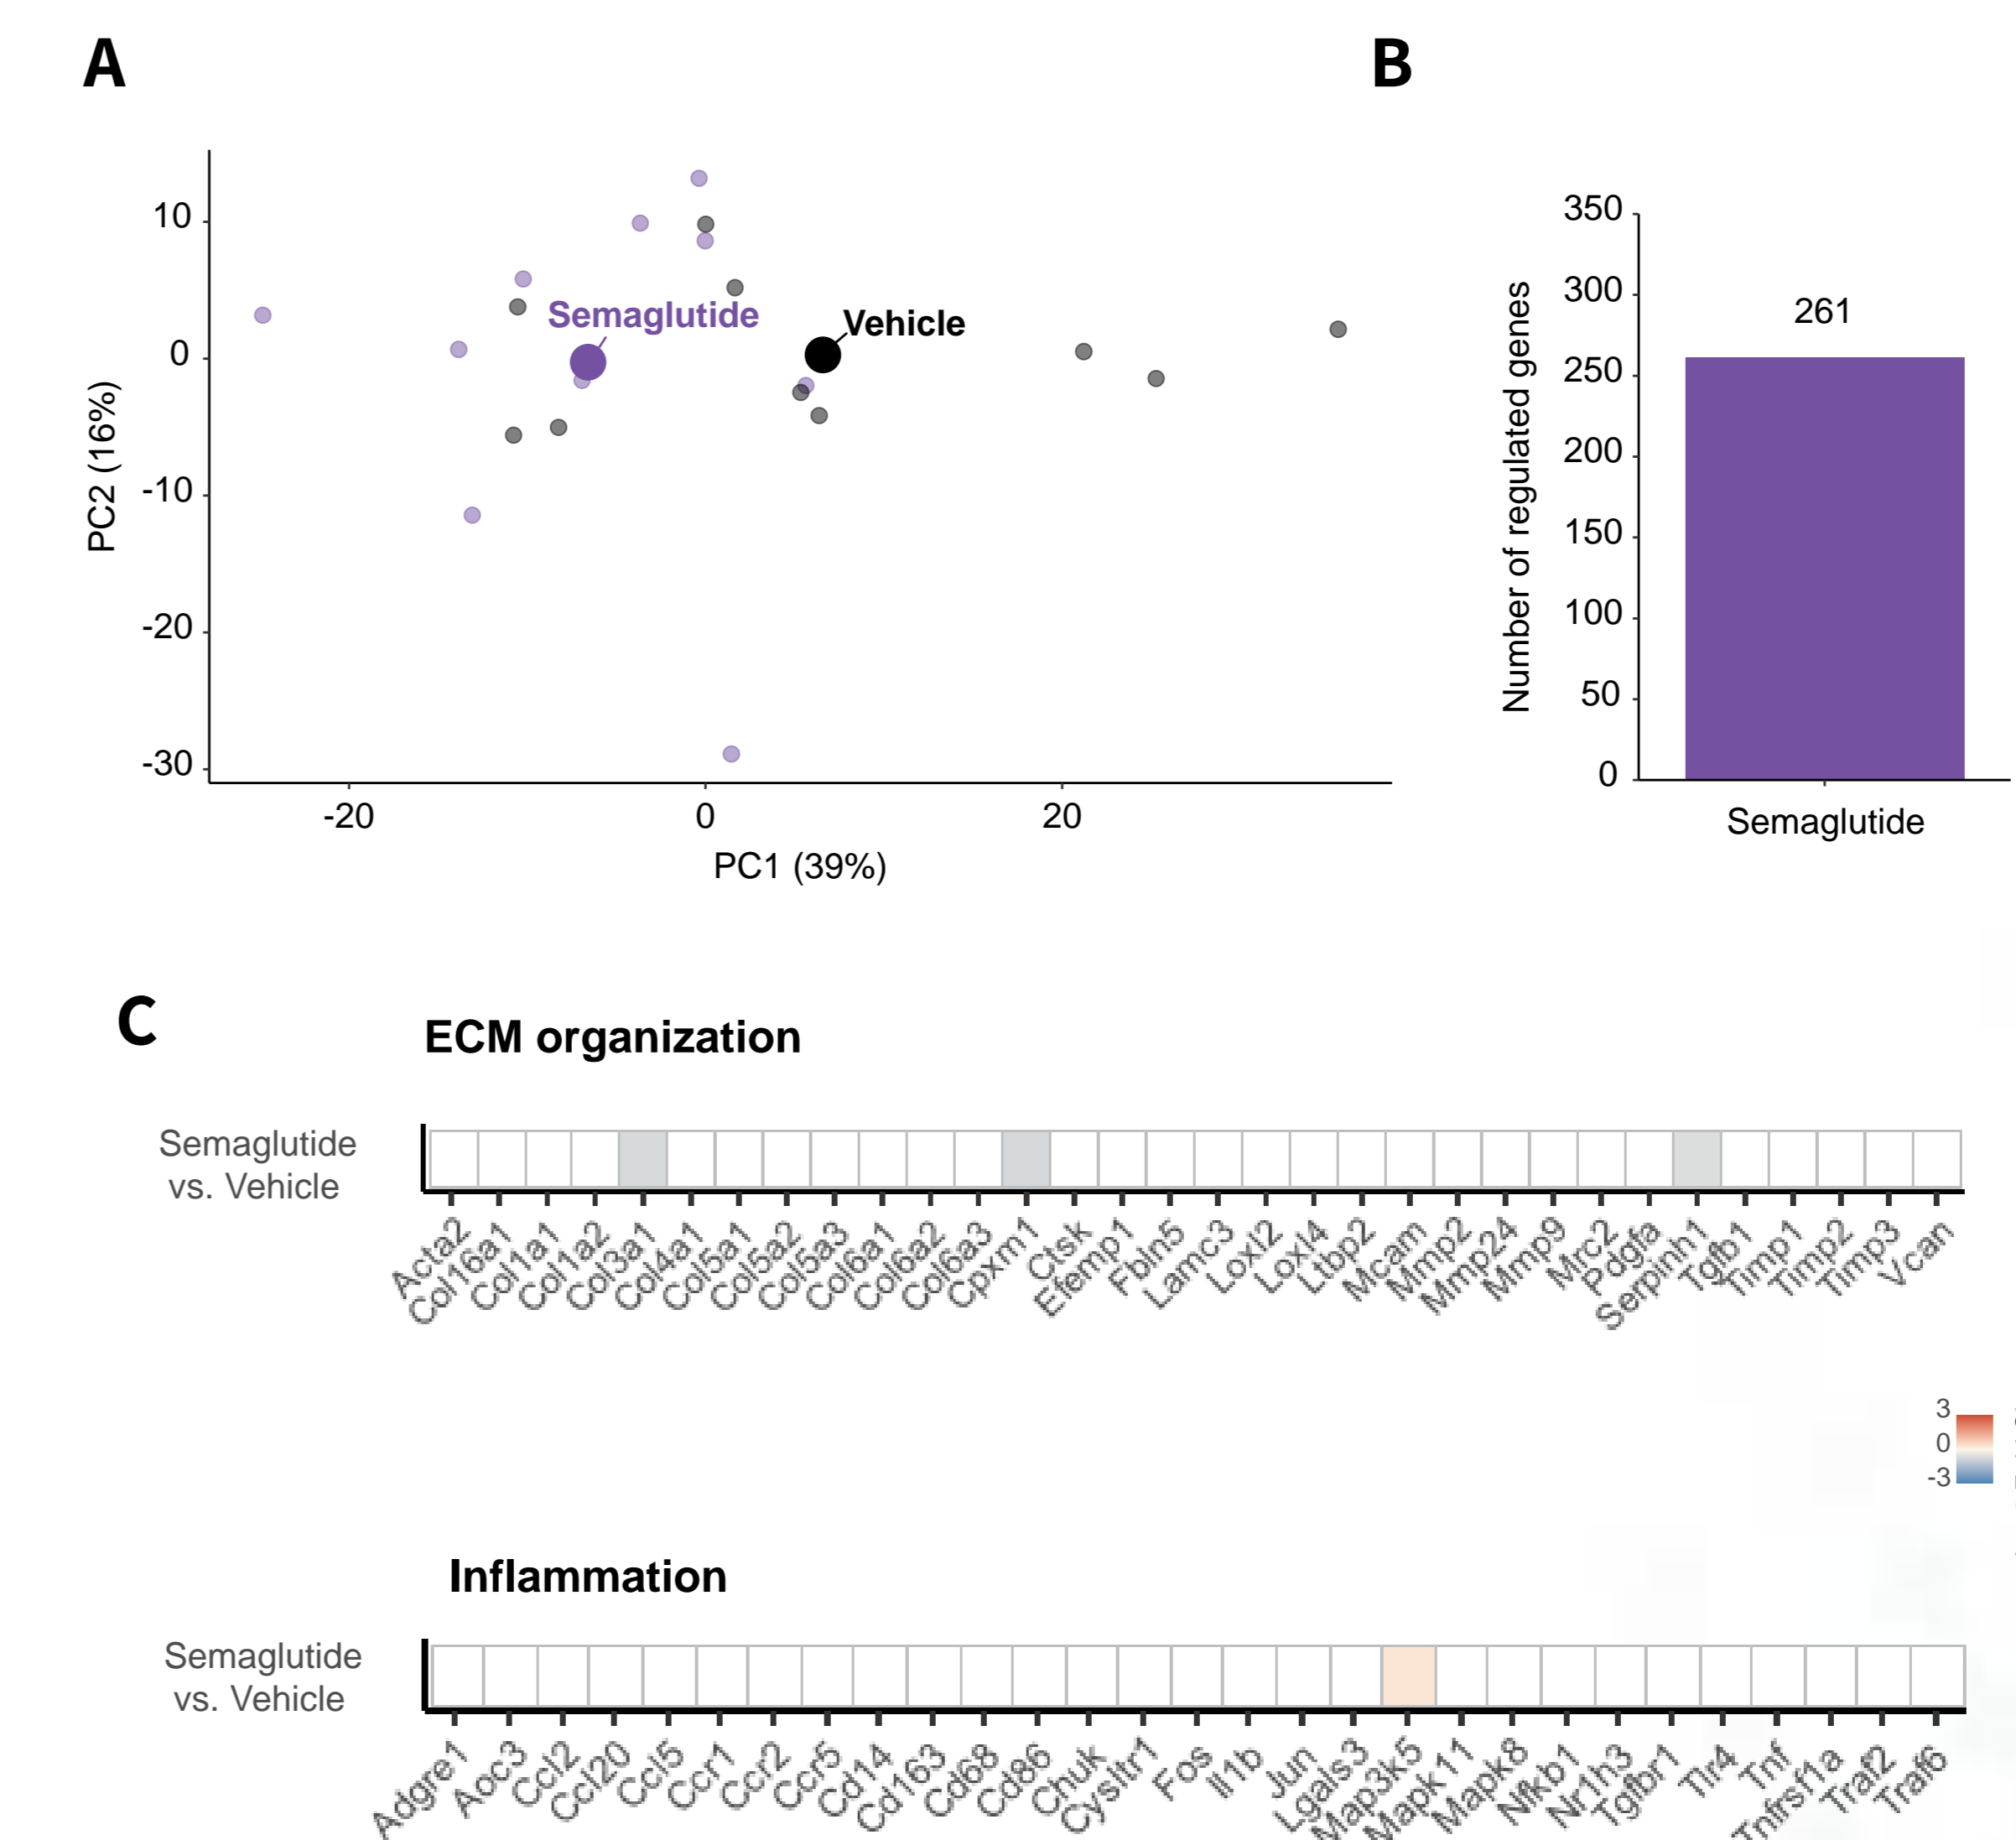 A
B
10
0
-10
-20
-30
PC2 (16%)
Semaglutide
Vehicle
-20
0
20
PC1 (39%)
350
300
250
200
150
100
50
0
Number of regulated genes
261
Semaglutide
C
ECM organization
Semaglutide
vs. Vehicle
Acta2
Col16a1
Col1a1
Col1a2
Col3a1
Col4a1
Col5a1
Col5a2
Col5a3
Col6a1
Col6a2
Col6a3
Cpxm1
Ctsk
Efemp1
Fbln5
Lamc3
Loxl2
Loxl4
Ltbp2
Mcam
Mmp2
Mmp24
Mmp9
Mrc2
Pdgfa
Serpinh1
Tgfb1
Timp1
Timp2
Timp3
Vcan
3
0
-3
Inflammation
Semaglutide
vs. Vehicle
Adgre1
Aoc3
Ccl2
Ccl20
Ccl5
Ccr1
Ccr2
Ccr5
Cd14
Cd163
Cd68
Cd86
Chuk
Cysltr1
Fos
Il1b
Jun
Lgals3
Map3k5
Mapk11
Mapk8
Nfkb1
Nr1h3
Tgfbr1
Tlr4
Tnf
Tnfrsf1a
Traf2
Traf6